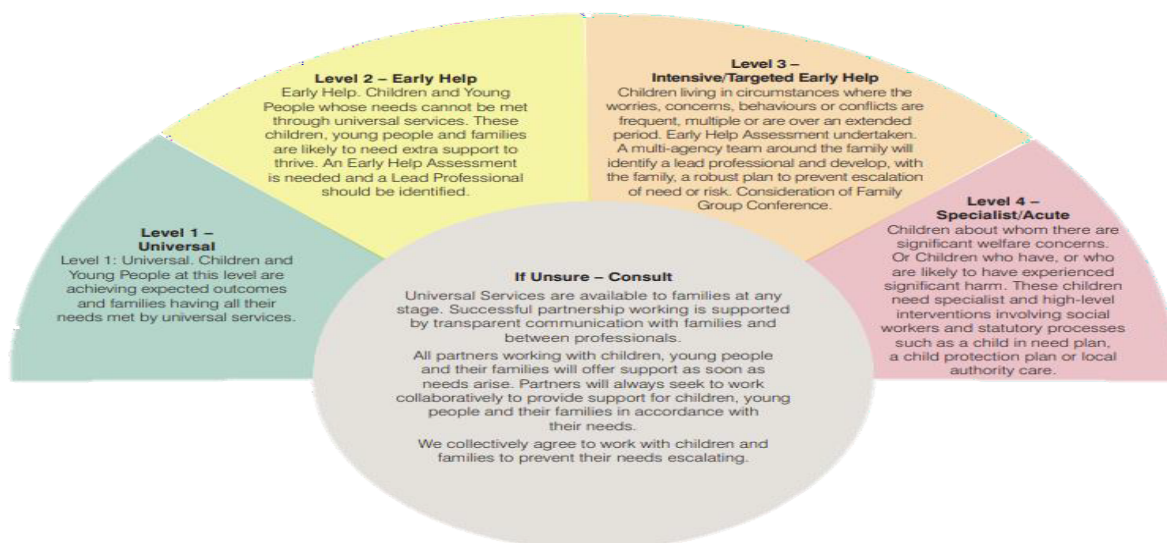 Level 1 –
Universal
Level 1: Universal. Children and
Young People at this level are
achieving expected outcomes
and families having all their
needs met by universal services.
Level 2 – Early Help
Early Help. Children and Young
People whose needs cannot be met
through universal services. These
children, young people and families
are likely to need extra support to
thrive. An Early Help Assessment
is needed and a Lead Professional
should be identified.
Level 3 –
Intensive/Targeted Early Help
Children living in circumstances where the
worries, concerns, behaviours or conflicts are
frequent, multiple or are over an extended
period. Early Help Assessment undertaken.
A multi-agency team around the family will
identify a lead professional and develop, with
the family, a robust plan to prevent escalation
of need or risk. Consideration of Family
Group Conference.
Level 4 –
Specialist/Acute
Children about whom there are
significant welfare concerns.
Or Children who have, or who
are likely to have experienced
significant harm. These children
need specialist and high-level
interventions involving social
workers and statutory processes
such as a child in need plan,
a child protection plan or local
authority care.
If Unsure – Consult
Universal Services are available to families at any
stage. Successful partnership working is supported
by transparent communication with families and
between professionals.
All partners working with children, young people
and their families will offer support as soon as
needs arise. Partners will always seek to work
collaboratively to provide support for children, young
people and their families in accordance with
their needs.
We collectively agree to work with children and
families to prevent their needs escalating.